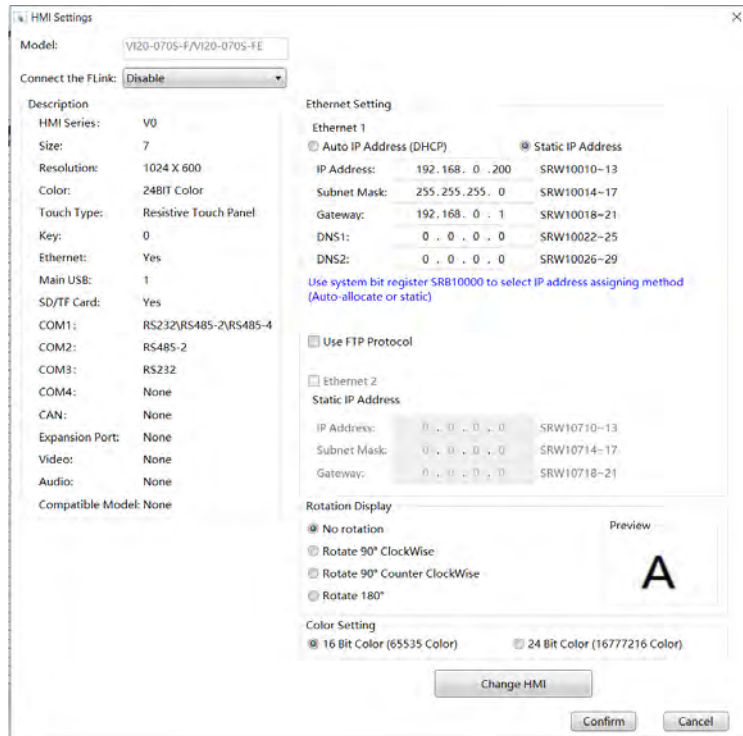 HMI Settings
Model: VI20-070S-F/VI20-070S-FE
Connect the FLink: Disable
Description
HMI Series: V0
Size: 7
Resolution: 1024 X 600
Color: 24BIT Color
Touch Type: Resistive Touch Panel
Key: 0
Ethernet: Yes
Main USB: 1
SD/TF Card: Yes
COM1: RS232\RS485-2\RS485-4
COM2: RS485-2
COM3: RS232
COM4: None
CAN: None
Expansion Port: None
Video: None
Audio: None
Compatible Model: None
Ethernet Setting
Ethernet 1
Auto IP Address (DHCP) Static IP Address
IP Address: 192.168. 0 .200 SRW10010~13
Subnet Mask: 255.255.255. 0 SRW10014~17
Gateway: 192.168. 0 . 1 SRW10018~21
DNS1: 0 . 0 . 0 . 0 SRW10022~25
DNS2: 0 . 0 . 0 . 0 SRW10026~29
Use system bit register SRB10000 to select IP address assigning method
(Auto-allocate or static)
Use FTP Protocol
Ethernet 2
Static IP Address
IP Address: 0 . 0 . 0 . 0 SRW10710~13
Subnet Mask: 0 . 0 . 0 . 0 SRW10714~17
Gateway: 0 . 0 . 0 . 0 SRW10718~21
Rotation Display
No rotation
Rotate 90° ClockWise
Rotate 90° Counter ClockWise
Rotate 180°
Preview
A
Color Setting
16 Bit Color (65535 Color) 24 Bit Color (16777216 Color)
Change HMI
Confirm Cancel